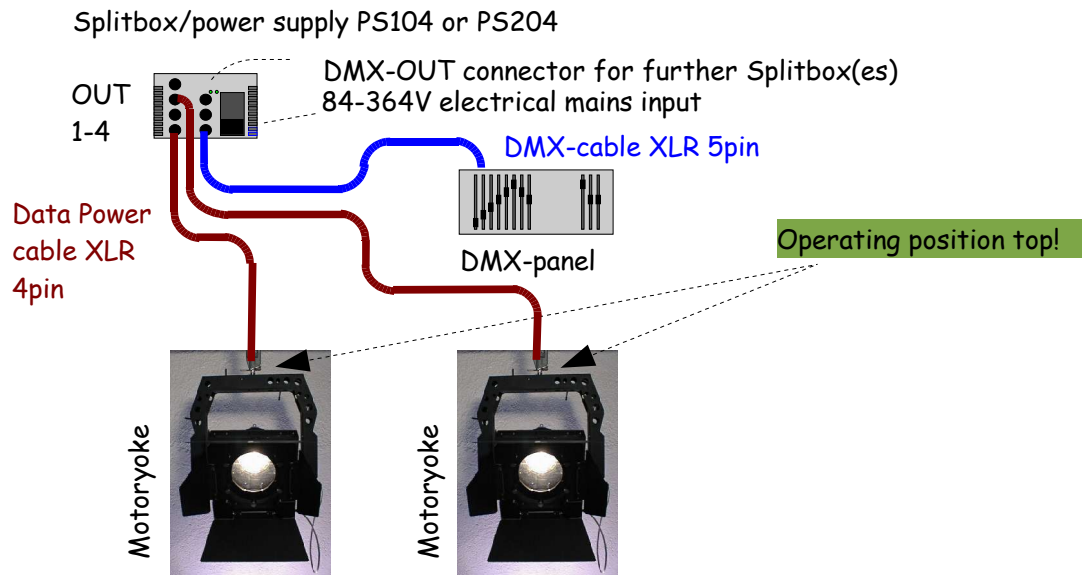 Splitbox/power supply PS104 or PS204
DMX-OUT connector for further Splitbox(es)
84-364V electrical mains input
OUT
1-4
DMX-cable XLR 5pin
Data Power
cable XLR
4pin
DMX-panel
Operating position top!
Motoryoke
Motoryoke